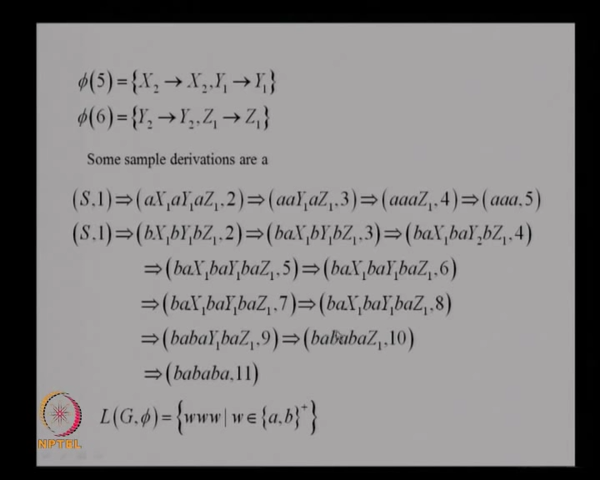 ϕ(5) = {X₂ → X₂, Y₁ → Y₁}
ϕ(6) = {Y₂ → Y₂, Z₁ → Z₁}
Some sample derivations are a
(S,1) ⇒ (aX₁aY₁aZ₁,2) ⇒ (aaY₁aZ₁,3) ⇒ (aaaZ₁,4) ⇒ (aaa,5)
(S,1) ⇒ (bX₁bY₁bZ₁,2) ⇒ (baX₁bY₁bZ₁,3) ⇒ (baX₁baY₂bZ₁,4)
⇒ (baX₁baY₁baZ₁,5) ⇒ (baX₁baY₁baZ₁,6)
⇒ (baX₁baY₁baZ₁,7) ⇒ (baX₁baY₁baZ₁,8)
⇒ (babaY₁baZ₁,9) ⇒ (bababaZ₁,10)
⇒ (bababa,11)
L(G,ϕ) = {www | w ∈ {a,b}⁺}
NPTEL